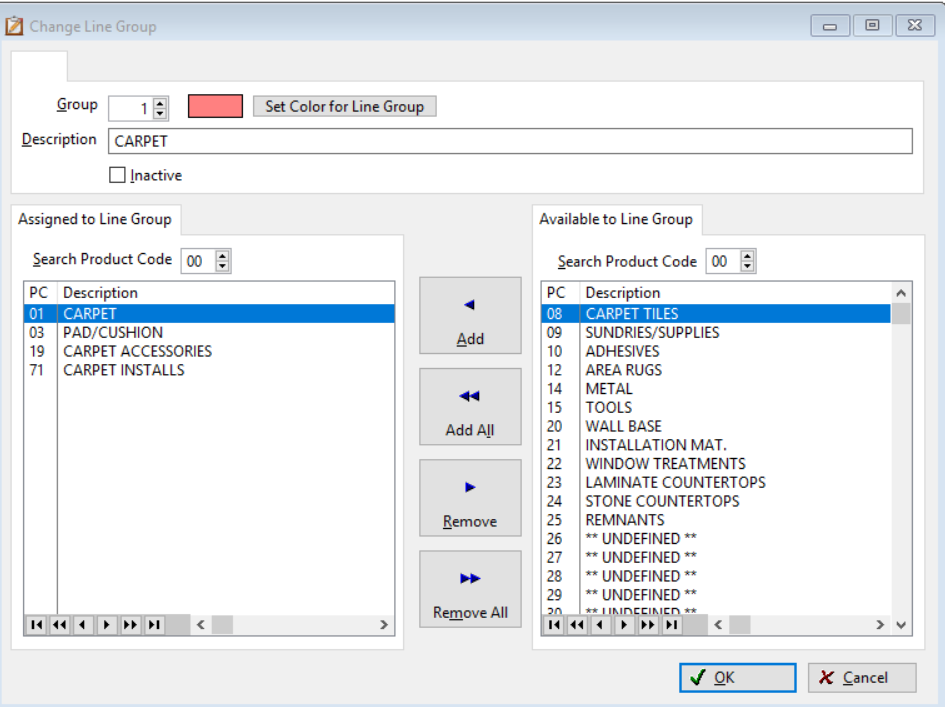 Change Line Group
Group 1 Set Color for Line Group
Description CARPET
Inactive
Assigned to Line Group
Search Product Code 00
PC Description
01 CARPET
03 PAD/CUSHION
19 CARPET ACCESSORIES
71 CARPET INSTALLS
Add
Add All
Remove
Remove All
Available to Line Group
Search Product Code 00
PC Description
08 CARPET TILES
09 SUNDRIES/SUPPLIES
10 ADHESIVES
12 AREA RUGS
14 METAL
15 TOOLS
20 WALL BASE
21 INSTALLATION MAT.
22 WINDOW TREATMENTS
23 LAMINATE COUNTERTOPS
24 STONE COUNTERTOPS
25 REMNANTS
26 ** UNDEFINED **
27 ** UNDEFINED **
28 ** UNDEFINED **
29 ** UNDEFINED **
30 ** UNDEFINED **
OK Cancel